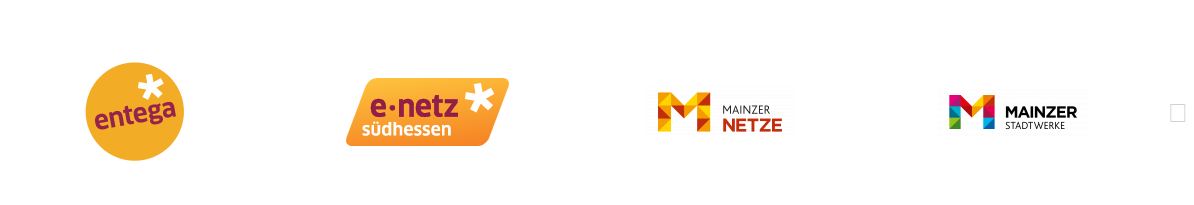 entega
e·netz
südhessen
MAINZER
NETZE
MAINZER
STADTWERKE